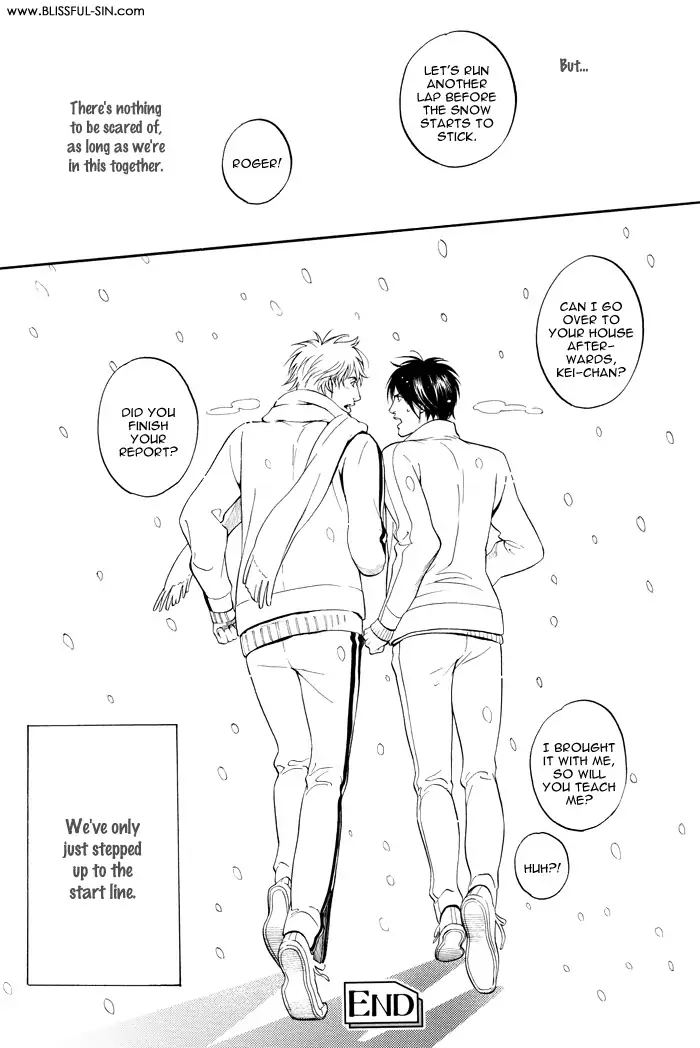 www.BLISSFUL-SIN.com
But...
LET'S RUN
ANOTHER
LAP BEFORE
THE SNOW
STARTS TO
STICK.
ROGER!
There's nothing
to be scared of,
as long as we're
in this together.
CAN I GO
OVER TO
YOUR HOUSE
AFTER-
WARDS,
KEI-CHAN?
DID YOU
FINISH
YOUR
REPORT?
I BROUGHT
IT WITH ME,
SO WILL
YOU TEACH
ME?
HUH?!
We've only
just stepped
up to the
start line.
END